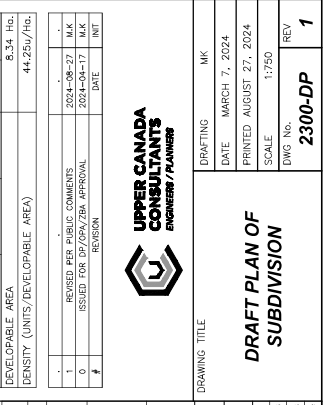 DEVELOPABLE AREA 8.34 Ha.
DENSITY (UNITS/DEVELOPABLE AREA) 44.25u/Ha.
1 REVISED PER PUBLIC COMMENTS 2024-08-27 M.K
0 ISSUED FOR DP/OPA/ZBA APPROVAL 2024-04-17 M.K
# REVISION DATE INIT
UPPER CANADA
CONSULTANTS
ENGINEERS / PLANNERS
DRAWING TITLE
DRAFT PLAN OF
SUBDIVISION
DRAFTING MK
DATE MARCH 7, 2024
PRINTED AUGUST 27, 2024
SCALE 1:750
DWG No. REV
2300-DP 1